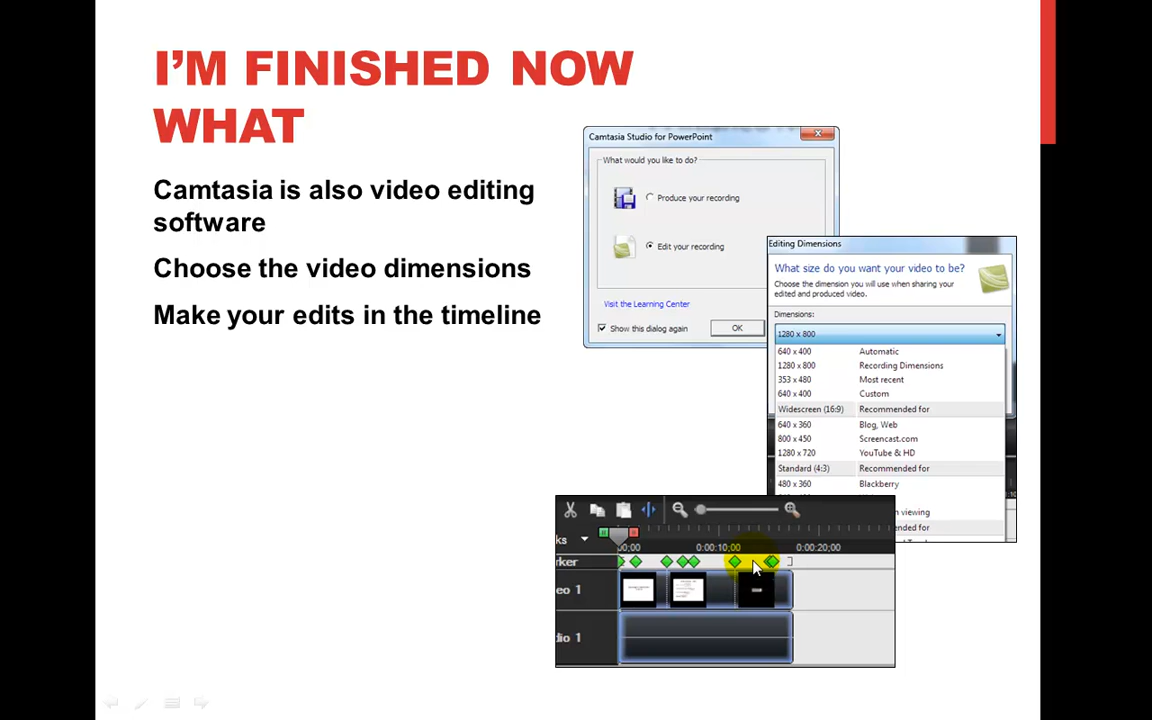 I'M FINISHED NOW
WHAT
Camtasia is also video editing
software
Choose the video dimensions
Make your edits in the timeline
Camtasia Studio for PowerPoint
What would you like to do?
Produce your recording
Edit your recording
Visit the Learning Center
Show this dialog again
OK
Editing Dimensions
What size do you want your video to be?
Choose the dimension you will use when sharing your
edited and produced video.
Dimensions:
1280 x 800
640 x 400 Automatic
1280 x 800 Recording Dimensions
353 x 480 Most recent
640 x 400 Custom
Widescreen (16:9) Recommended for
640 x 360 Blog, Web
800 x 450 Screencast.com
1280 x 720 YouTube & HD
Standard (4:3) Recommended for
480 x 360 Blackberry
viewing
0:00:10;00 0:00:20;00